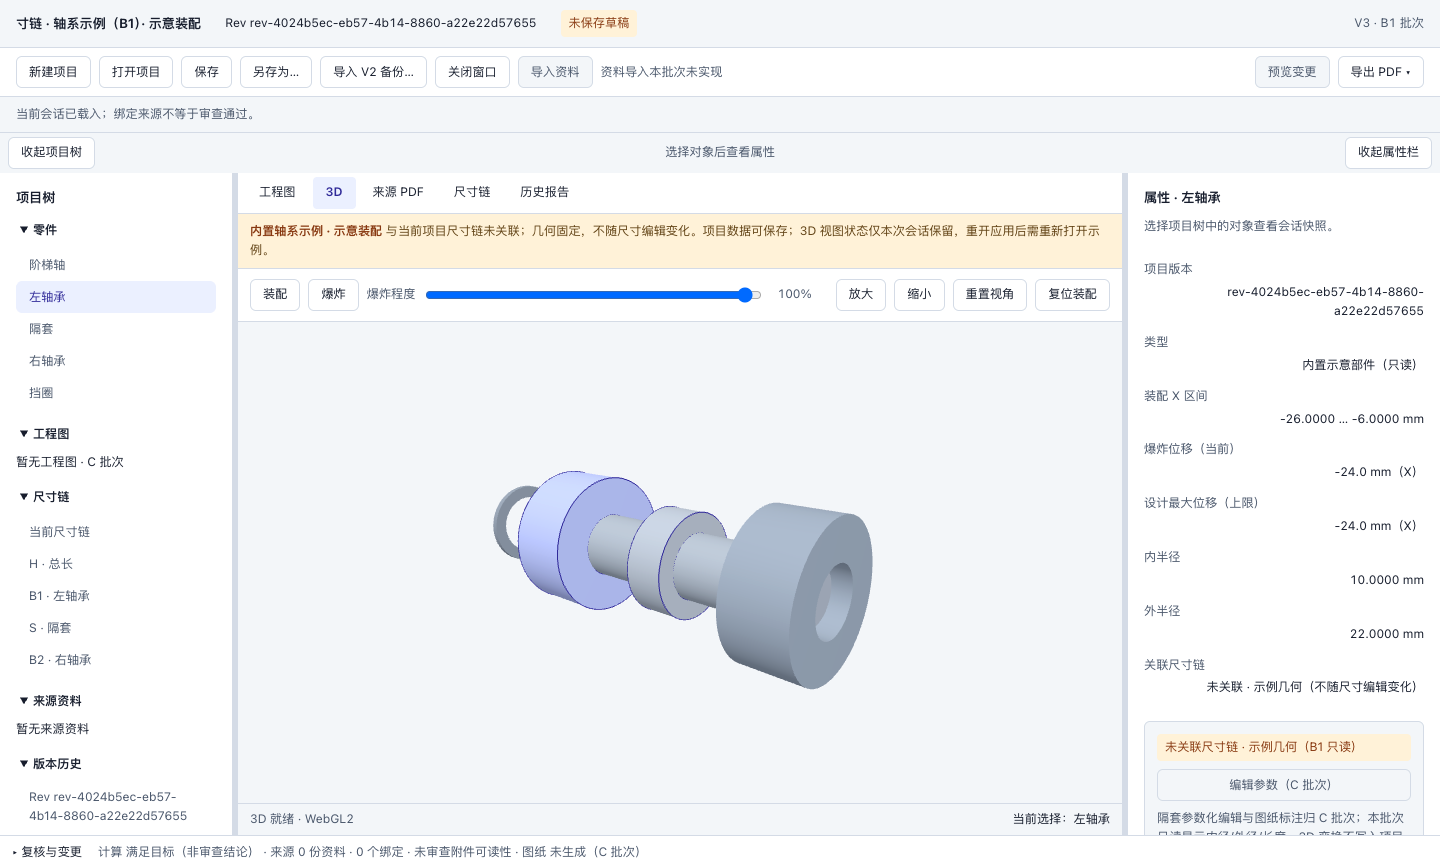 寸链 · 轴系示例（B1）· 示意装配 Rev rev-4024b5ec-eb57-4b14-8860-a22e22d57655 未保存草稿 V3 · B1 批次
新建项目 打开项目 保存 另存为... 导入 V2 备份... 关闭窗口 导入资料 资料导入本批次未实现 预览变更 导出 PDF ▾
当前会话已载入；绑定来源不等于审查通过。
收起项目树 选择对象后查看属性 收起属性栏
项目树
▼ 零件
阶梯轴
左轴承
隔套
右轴承
挡圈
▼ 工程图
暂无工程图 · C 批次
▼ 尺寸链
当前尺寸链
H · 总长
B1 · 左轴承
S · 隔套
B2 · 右轴承
▼ 来源资料
暂无来源资料
▼ 版本历史
Rev rev-4024b5ec-eb57-
4b14-8860-a22e22d57655
工程图 3D 来源 PDF 尺寸链 历史报告
内置轴系示例 · 示意装配 与当前项目尺寸链未关联；几何固定，不随尺寸编辑变化。项目数据可保存；3D 视图状态仅本次会话保留，重开应用后需重新打开示
例。
装配 爆炸 爆炸程度 100% 放大 缩小 重置视角 复位装配
3D 就绪 · WebGL2 当前选择：左轴承
属性 · 左轴承
选择项目树中的对象查看会话快照。
项目版本
rev-4024b5ec-eb57-4b14-8860-
a22e22d57655
类型
内置示意部件（只读）
装配 X 区间
-26.0000 ... -6.0000 mm
爆炸位移（当前）
-24.0 mm（X）
设计最大位移（上限）
-24.0 mm（X）
内半径
10.0000 mm
外半径
22.0000 mm
关联尺寸链
未关联 · 示例几何（不随尺寸编辑变化）
未关联尺寸链 · 示例几何（B1 只读）
编辑参数（C 批次）
隔套参数化编辑与图纸标注归 C 批次；本批次
▸ 复核与变更 计算 满足目标（非审查结论） · 来源 0 份资料 · 0 个绑定 · 未审查附件可读性 · 图纸 未生成（C 批次）